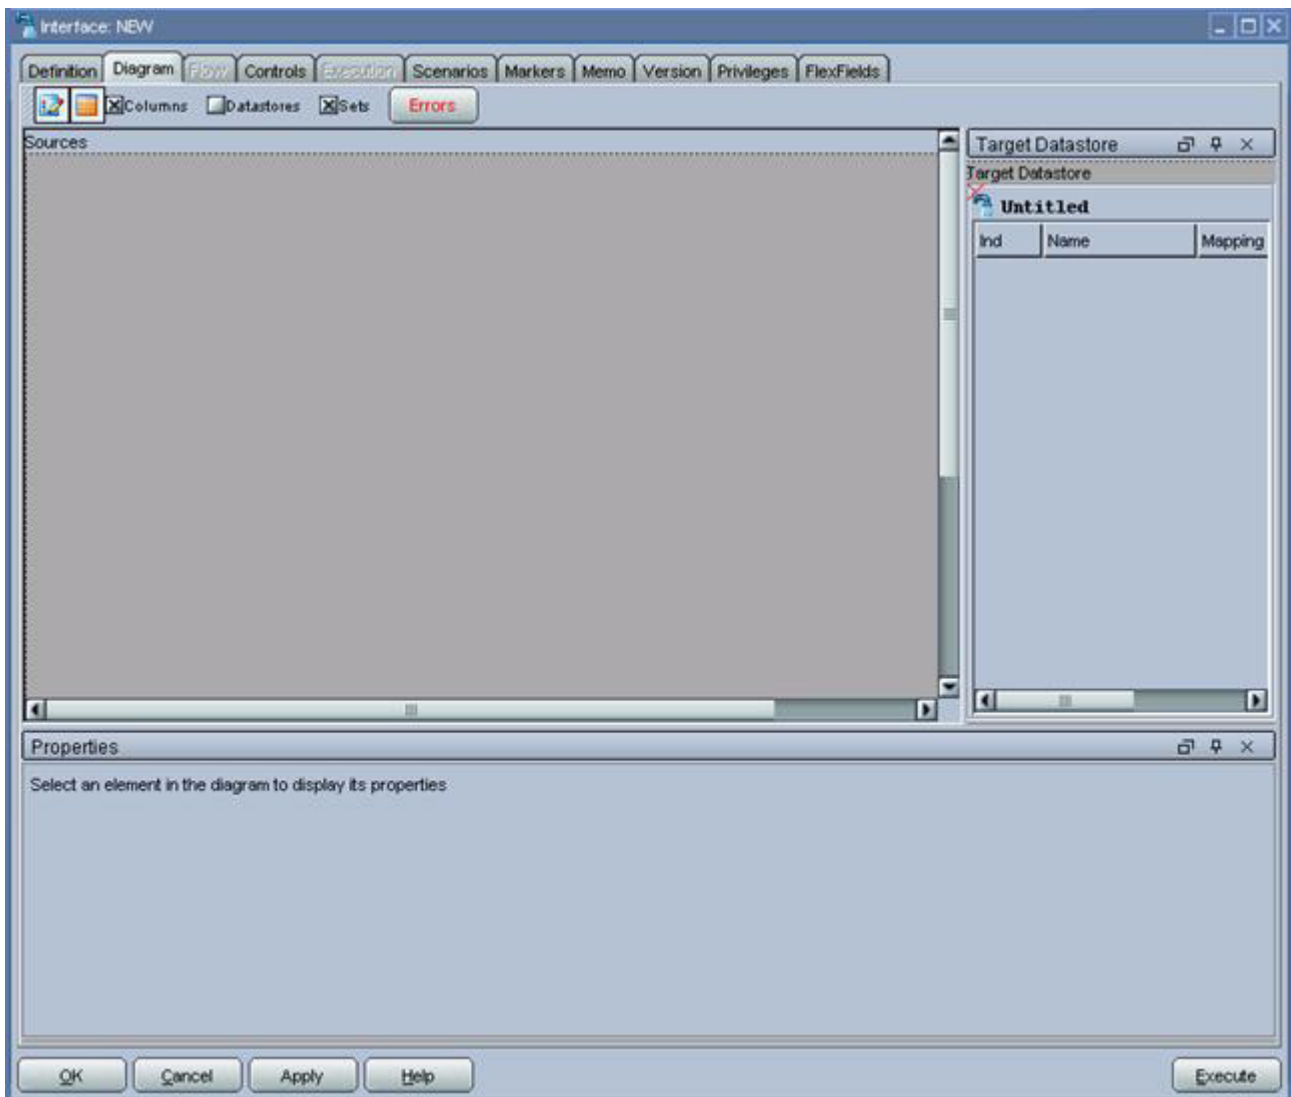 Interface: NEW
Definition Diagram Flow Controls Execution Scenarios Markers Memo Version Privileges FlexFields
Columns Datastores Sets Errors
Sources
Target Datastore
Target Datastore
Untitled
Ind Name Mapping
Properties
Select an element in the diagram to display its properties
OK Cancel Apply Help Execute